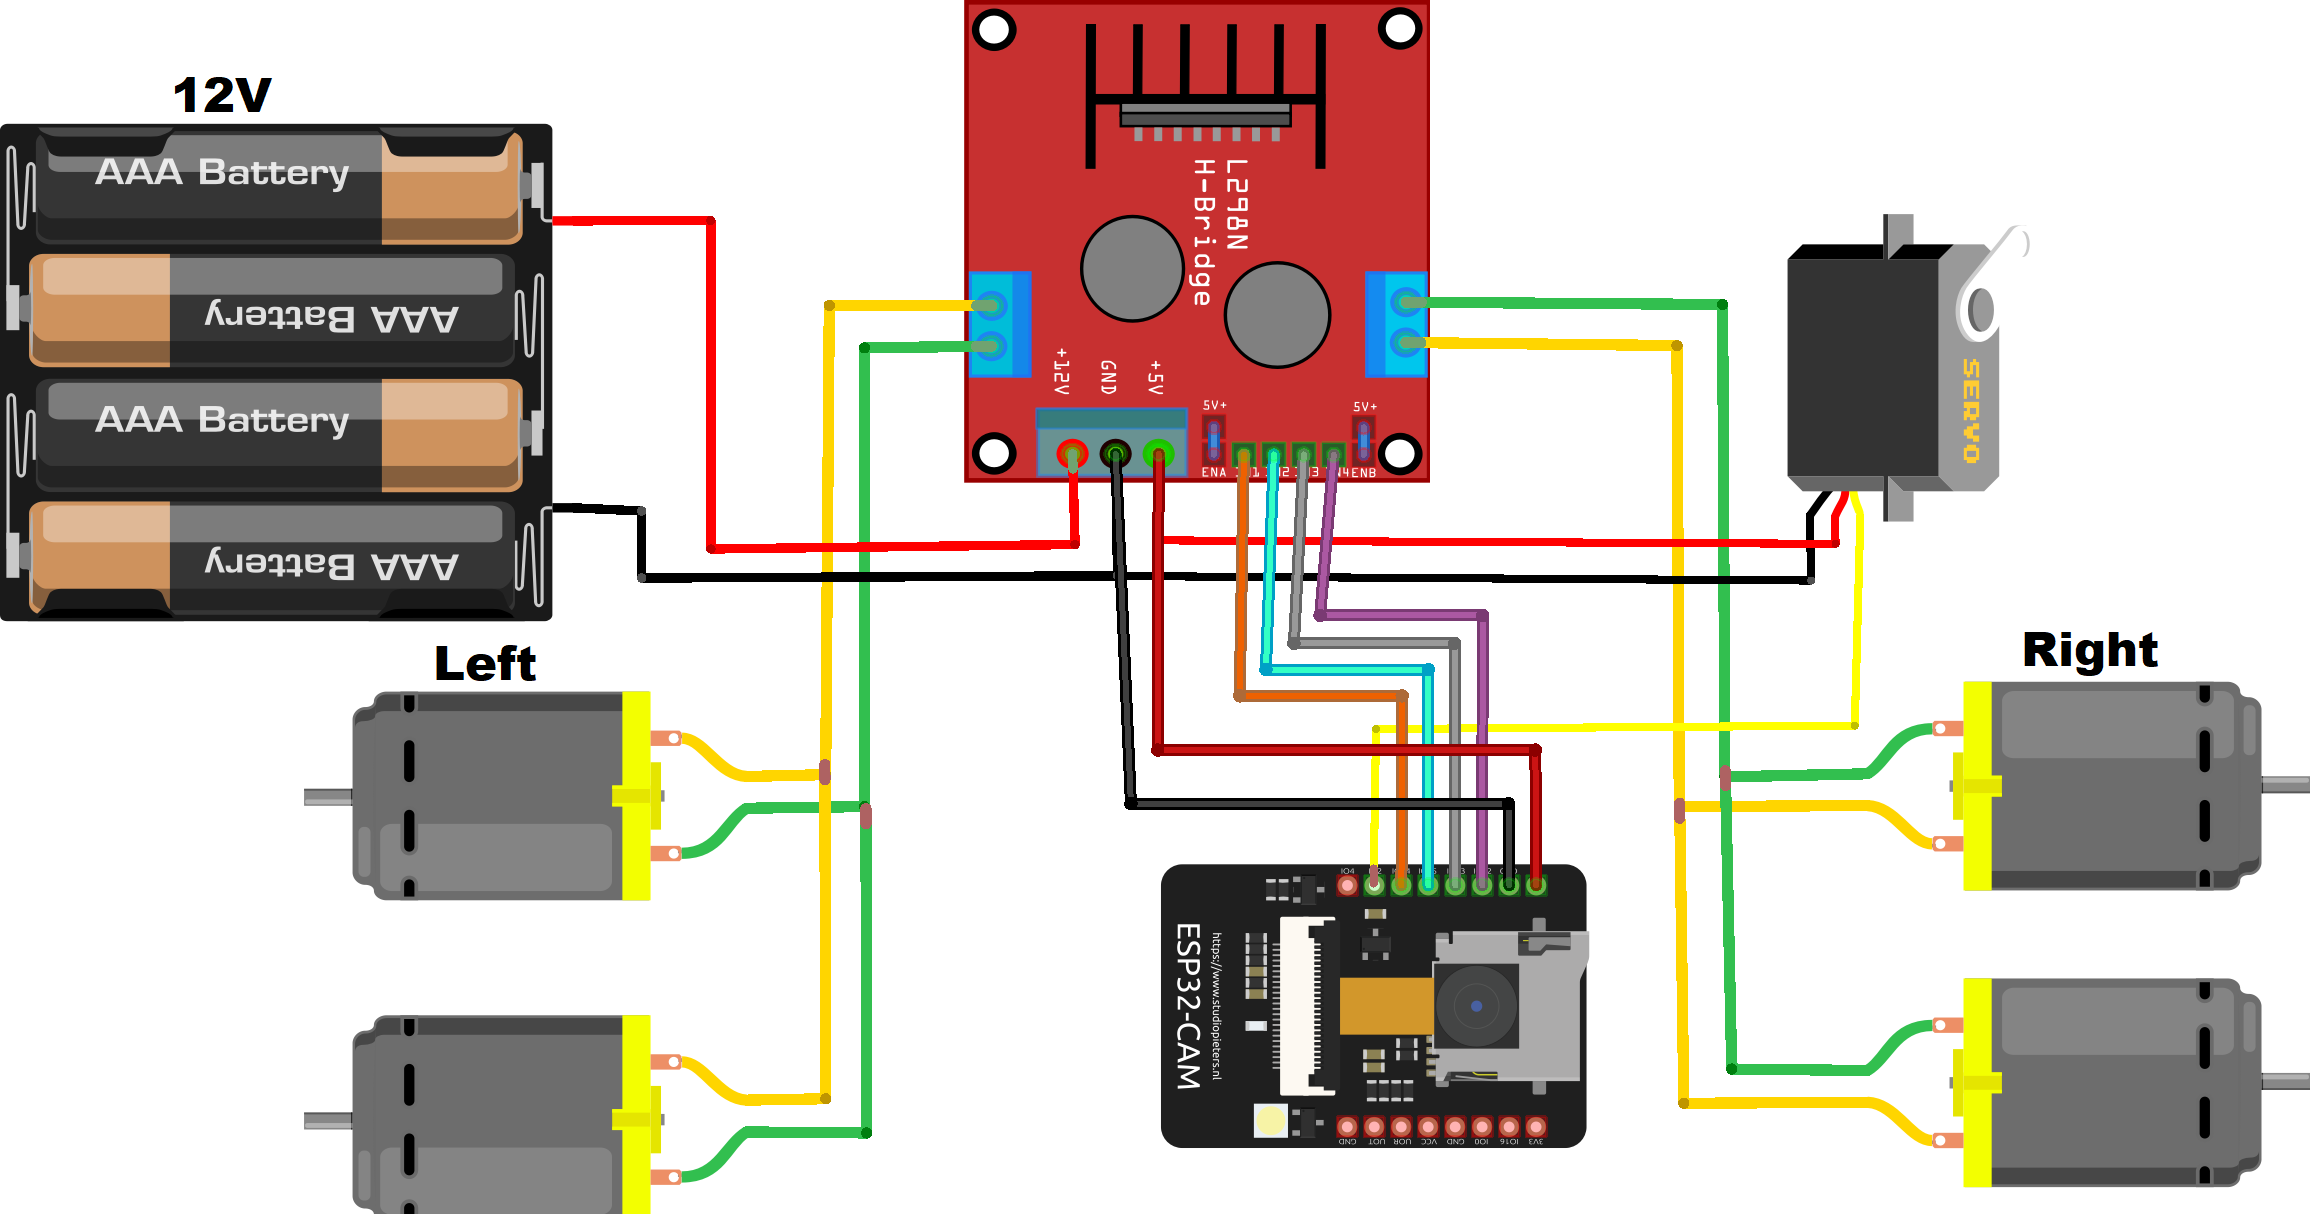 12V
AAA Battery
AAA Battery
AAA Battery
AAA Battery
L298N
H-Bridge
+12V
GND
+5V
5V+
5V+
ENA
ENB
SERVO
Left
Right
IO4
ESP32-CAM
https://www.studiopieters.nl
GND
UOT
UOR
VCC
GND
IO0
IO16
3V3